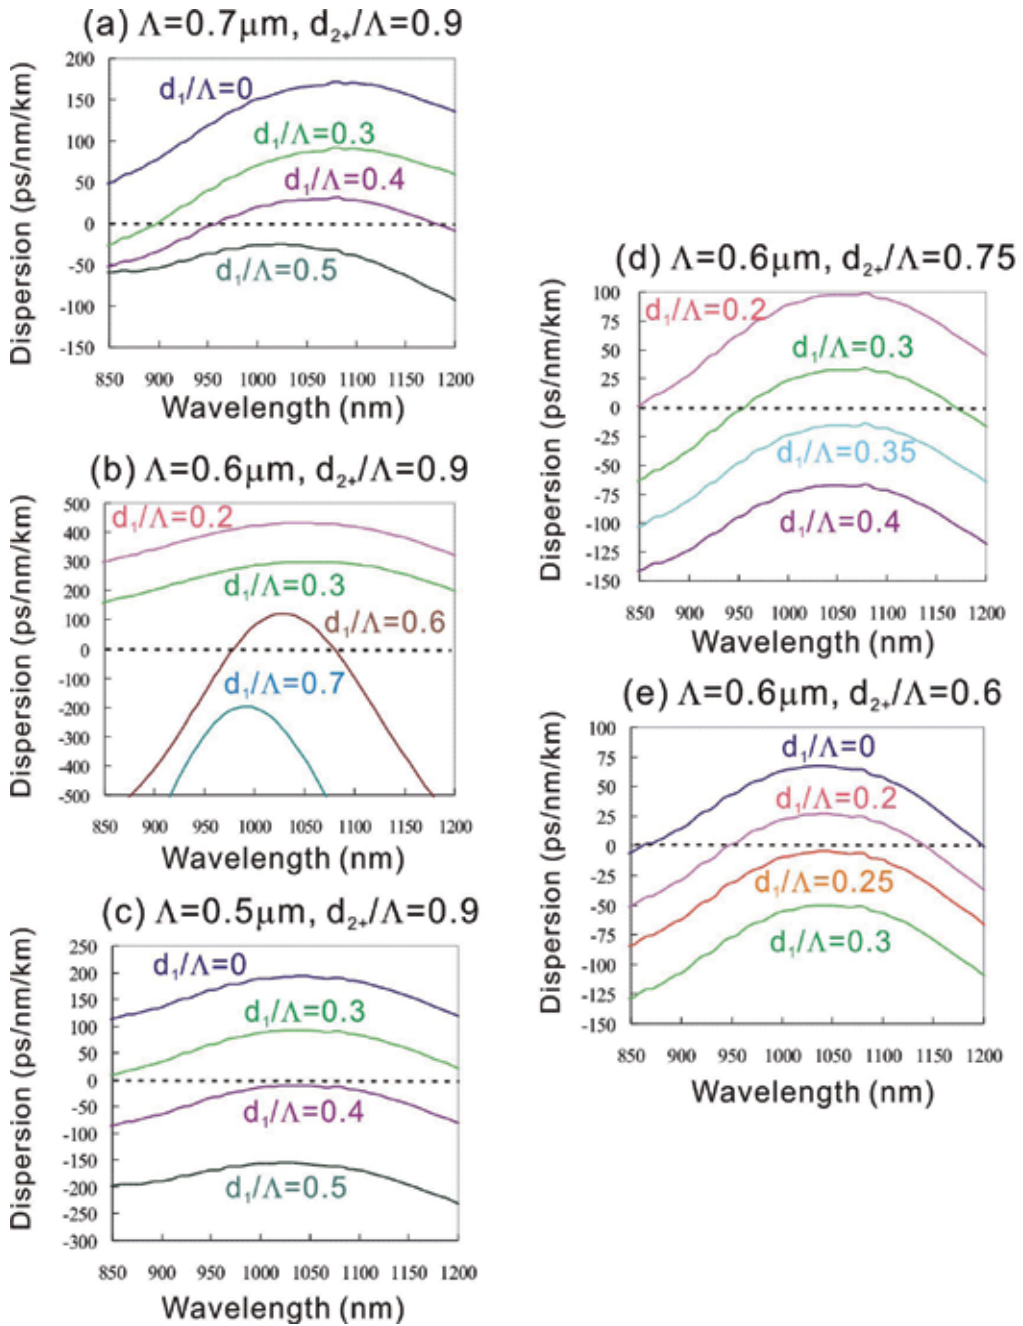 (a) Λ=0.7μm, d₂₊/Λ=0.9
Dispersion (ps/nm/km)
200
150
100
50
0
-50
-100
-150
d₁/Λ=0
d₁/Λ=0.3
d₁/Λ=0.4
d₁/Λ=0.5
850 900 950 1000 1050 1100 1150 1200
Wavelength (nm)
(b) Λ=0.6μm, d₂₊/Λ=0.9
Dispersion (ps/nm/km)
500
400
300
200
100
0
-100
-200
-300
-400
-500
d₁/Λ=0.2
d₁/Λ=0.3
d₁/Λ=0.6
d₁/Λ=0.7
850 900 950 1000 1050 1100 1150 1200
Wavelength (nm)
(c) Λ=0.5μm, d₂₊/Λ=0.9
Dispersion (ps/nm/km)
250
200
150
100
50
0
-50
-100
-150
-200
-250
-300
d₁/Λ=0
d₁/Λ=0.3
d₁/Λ=0.4
d₁/Λ=0.5
850 900 950 1000 1050 1100 1150 1200
Wavelength (nm)
(d) Λ=0.6μm, d₂₊/Λ=0.75
Dispersion (ps/nm/km)
100
75
50
25
0
-25
-50
-75
-100
-125
-150
d₁/Λ=0.2
d₁/Λ=0.3
d₁/Λ=0.35
d₁/Λ=0.4
850 900 950 1000 1050 1100 1150 1200
Wavelength (nm)
(e) Λ=0.6μm, d₂₊/Λ=0.6
Dispersion (ps/nm/km)
100
75
50
25
0
-25
-50
-75
-100
-125
-150
d₁/Λ=0
d₁/Λ=0.2
d₁/Λ=0.25
d₁/Λ=0.3
850 900 950 1000 1050 1100 1150 1200
Wavelength (nm)